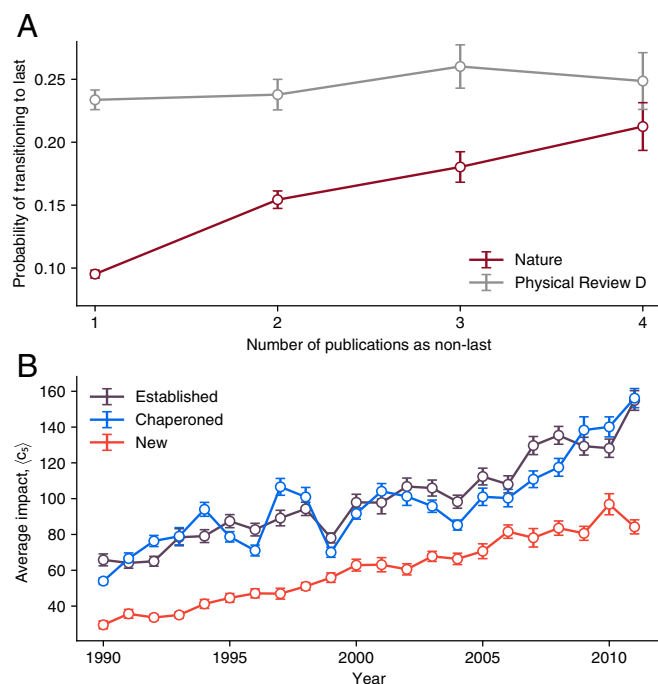 A
Probability of transitioning to last
0.25
0.20
0.15
0.10
Nature
Physical Review D
1 2 3 4
Number of publications as non-last
B
Average impact, ⟨c₅⟩
160
140
120
100
80
60
40
Established
Chaperoned
New
1990 1995 2000 2005 2010
Year